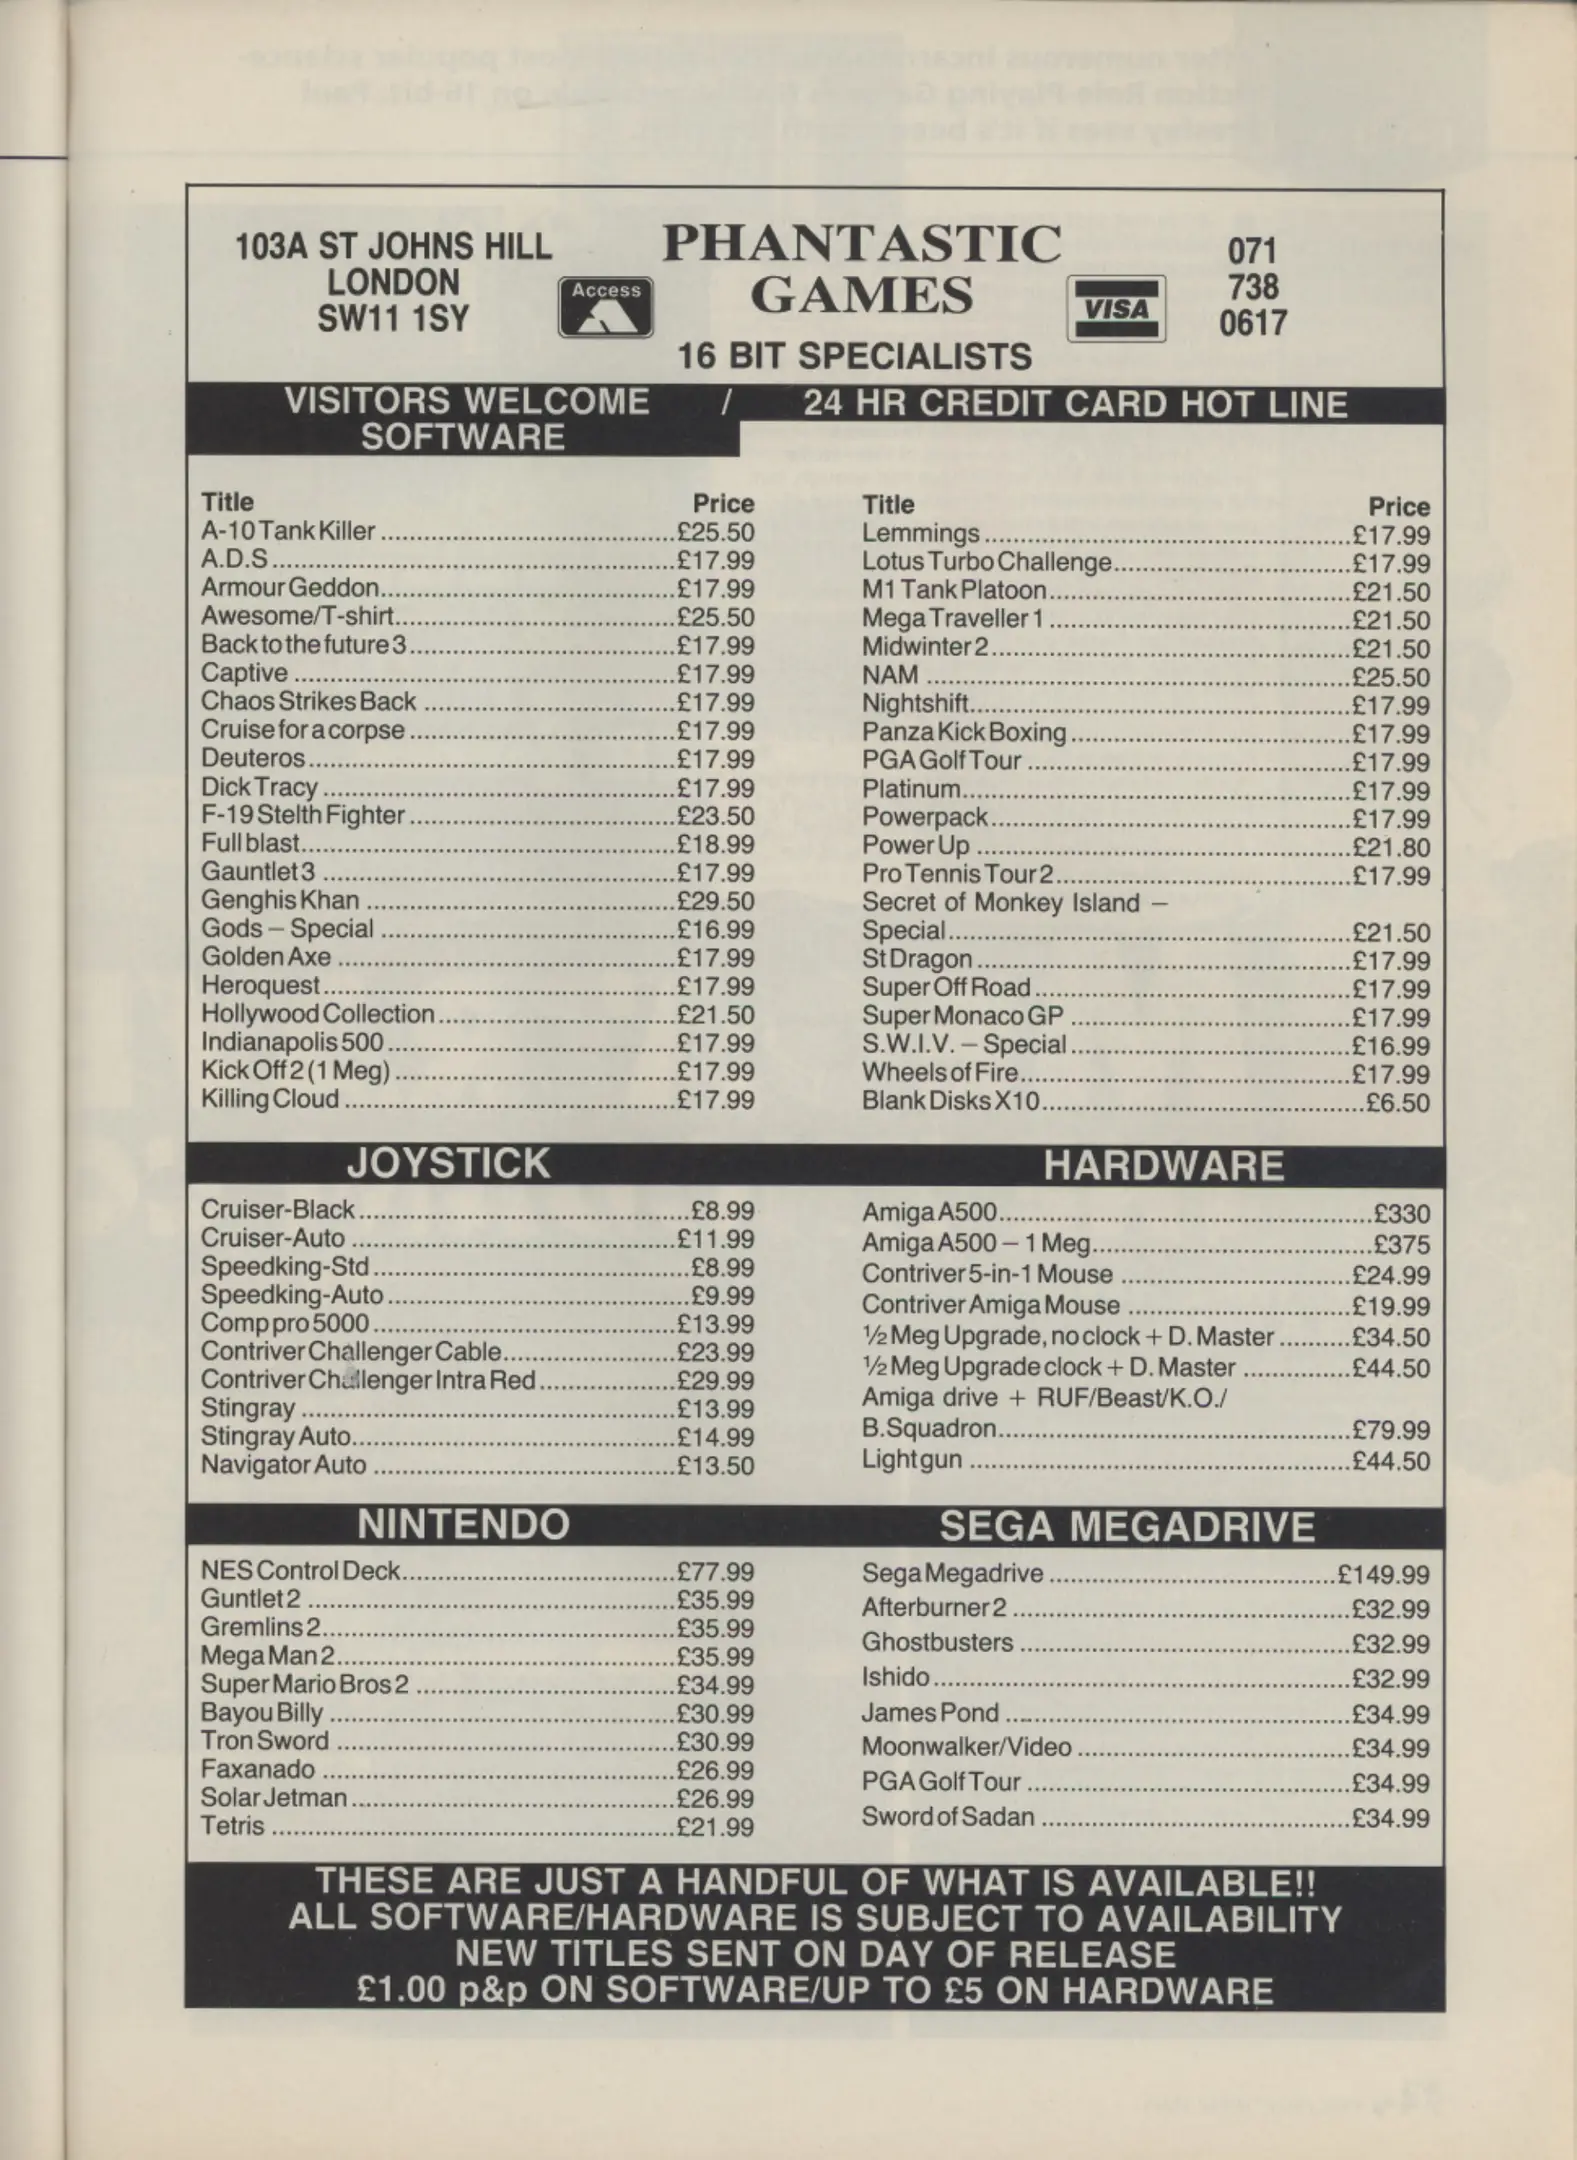 103A ST JOHNS HILL
LONDON
SW11 1SY
Access
PHANTASTIC
GAMES
16 BIT SPECIALISTS
VISA
071
738
0617
VISITORS WELCOME / 24 HR CREDIT CARD HOT LINE
SOFTWARE
Title Price
A-10 Tank Killer £25.50
A.D.S £17.99
Armour Geddon £17.99
Awesome/T-shirt £25.50
Back to the future 3 £17.99
Captive £17.99
Chaos Strikes Back £17.99
Cruise for a corpse £17.99
Deuteros £17.99
Dick Tracy £17.99
F-19 Stelth Fighter £23.50
Full blast £18.99
Gauntlet 3 £17.99
Genghis Khan £29.50
Gods – Special £16.99
Golden Axe £17.99
Heroquest £17.99
Hollywood Collection £21.50
Indianapolis 500 £17.99
Kick Off 2 (1 Meg) £17.99
Killing Cloud £17.99
Title Price
Lemmings £17.99
Lotus Turbo Challenge £17.99
M1 Tank Platoon £21.50
Mega Traveller 1 £21.50
Midwinter 2 £21.50
NAM £25.50
Nightshift £17.99
Panza Kick Boxing £17.99
PGA Golf Tour £17.99
Platinum £17.99
Powerpack £17.99
Power Up £21.80
Pro Tennis Tour 2 £17.99
Secret of Monkey Island –
Special £21.50
St Dragon £17.99
Super Off Road £17.99
Super Monaco GP £17.99
S.W.I.V. – Special £16.99
Wheels of Fire £17.99
Blank Disks X10 £6.50
JOYSTICK
Cruiser-Black £8.99
Cruiser-Auto £11.99
Speedking-Std £8.99
Speedking-Auto £9.99
Comp pro 5000 £13.99
Contriver Challenger Cable £23.99
Contriver Challenger Intra Red £29.99
Stingray £13.99
Stingray Auto £14.99
Navigator Auto £13.50
HARDWARE
Amiga A500 £330
Amiga A500 – 1 Meg £375
Contriver 5-in-1 Mouse £24.99
Contriver Amiga Mouse £19.99
½ Meg Upgrade, no clock + D. Master £34.50
½ Meg Upgrade clock + D. Master £44.50
Amiga drive + RUF/Beast/K.O./
B.Squadron £79.99
Light gun £44.50
NINTENDO
NES Control Deck £77.99
Guntlet 2 £35.99
Gremlins 2 £35.99
Mega Man 2 £35.99
Super Mario Bros 2 £34.99
Bayou Billy £30.99
Tron Sword £30.99
Faxanado £26.99
Solar Jetman £26.99
Tetris £21.99
SEGA MEGADRIVE
Sega Megadrive £149.99
Afterburner 2 £32.99
Ghostbusters £32.99
Ishido £32.99
James Pond £34.99
Moonwalker/Video £34.99
PGA Golf Tour £34.99
Sword of Sadan £34.99
THESE ARE JUST A HANDFUL OF WHAT IS AVAILABLE!!
ALL SOFTWARE/HARDWARE IS SUBJECT TO AVAILABILITY
NEW TITLES SENT ON DAY OF RELEASE
£1.00 p&p ON SOFTWARE/UP TO £5 ON HARDWARE